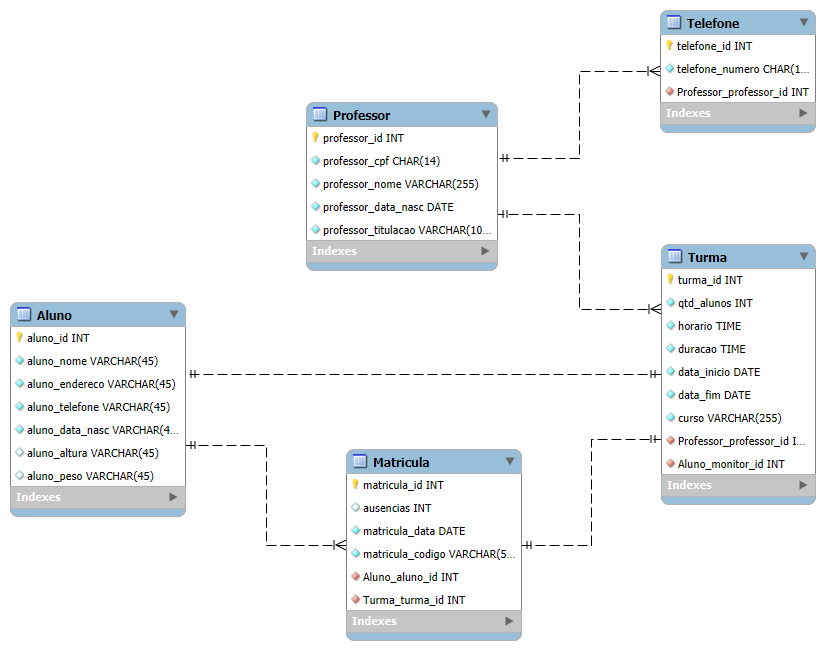 Telefone
telefone_id INT
telefone_numero CHAR(1...
Professor_professor_id INT
Indexes
Professor
professor_id INT
professor_cpf CHAR(14)
professor_nome VARCHAR(255)
professor_data_nasc DATE
professor_titulacao VARCHAR(10...
Indexes
Turma
turma_id INT
qtd_alunos INT
horario TIME
duracao TIME
data_inicio DATE
data_fim DATE
curso VARCHAR(255)
Professor_professor_id I...
Aluno_monitor_id INT
Indexes
Aluno
aluno_id INT
aluno_nome VARCHAR(45)
aluno_endereco VARCHAR(45)
aluno_telefone VARCHAR(45)
aluno_data_nasc VARCHAR(4...
aluno_altura VARCHAR(45)
aluno_peso VARCHAR(45)
Indexes
Matricula
matricula_id INT
ausencias INT
matricula_data DATE
matricula_codigo VARCHAR(5...
Aluno_aluno_id INT
Turma_turma_id INT
Indexes